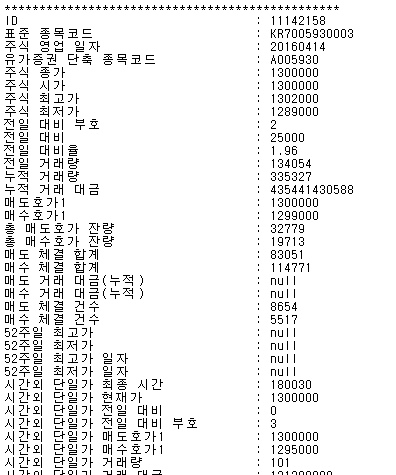 ************************************************
ID : 11142158
표준 종목코드 : KR7005930003
주식 영업 일자 : 20160414
유가증권 단축 종목코드 : A005930
주식 종가 : 1300000
주식 시가 : 1300000
주식 최고가 : 1302000
주식 최저가 : 1289000
전일 대비 부호 : 2
전일 대비 : 25000
전일 대비율 : 1.96
전일 거래량 : 134054
누적 거래량 : 335327
누적 거래 대금 : 435441430588
매도호가1 : 1300000
매수호가1 : 1299000
총 매도호가 잔량 : 32779
총 매수호가 잔량 : 19713
매도 체결 합계 : 83051
매수 체결 합계 : 114771
매도 거래 대금(누적) : null
매수 거래 대금(누적) : null
매도 체결 건수 : 8654
매수 체결 건수 : 5517
52주일 최고가 : null
52주일 최저가 : null
52주일 최고가 일자 : null
52주일 최저가 일자 : null
시간외 단일가 최종 시간 : 180030
시간외 단일가 현재가 : 1300000
시간외 단일가 전일 대비 : 0
시간외 단일가 전일 대비 부호 : 3
시간외 단일가 매도호가1 : 1300000
시간외 단일가 매수호가1 : 1295000
시간외 단일가 거래량 : 101
시간외 단일가 거래 대금 :